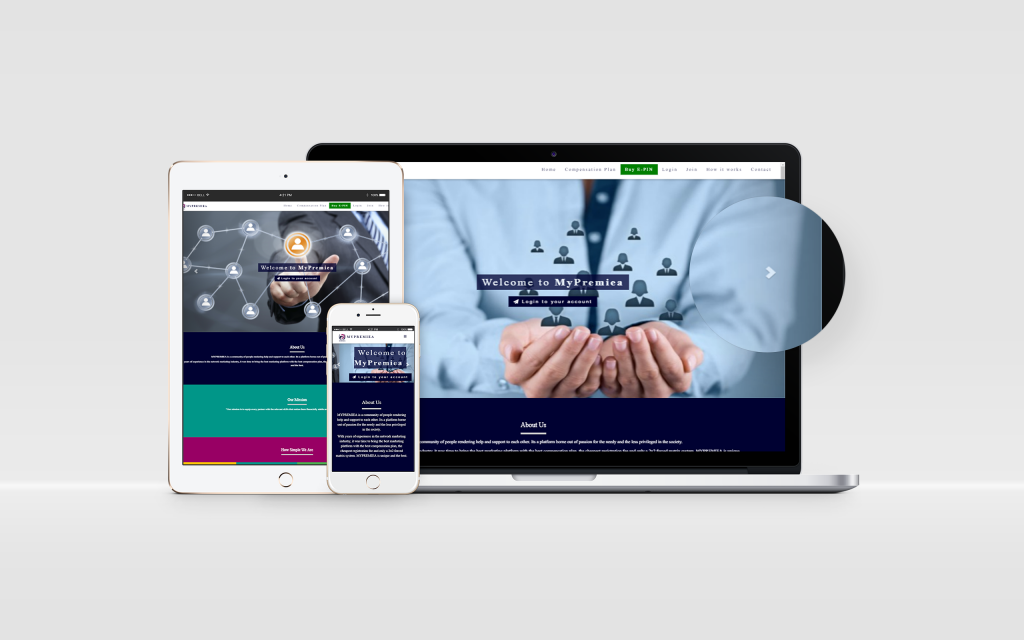 Home Compensation Plan Buy E-PIN Login Join How it works Contact
Welcome to MyPremiea
Login to your account
About Us
community of people rendering help and support to each other. Its a platform borne out of passion for the needy and the less privileged in the society.
MYPREMIEA
Home Compensation Plan Buy E-PIN Login Join
Welcome to MyPremiea
Login to your account
About Us
Our Mission
How Simple We Are
MYPREMIEA
Welcome to
MyPremiea
Login to your account
About Us
MYPREMIEA is a community of people rendering
help and support to each other. Its a platform borne
out of passion for the needy and the less privileged
in the society.
With years of experience in the network marketing
industry, it was time to bring the best marketing
platform with the best compensation plan, the
cheapest registration fee and only a 3x3 forced
matrix system. MYPREMIEA is unique and the best.